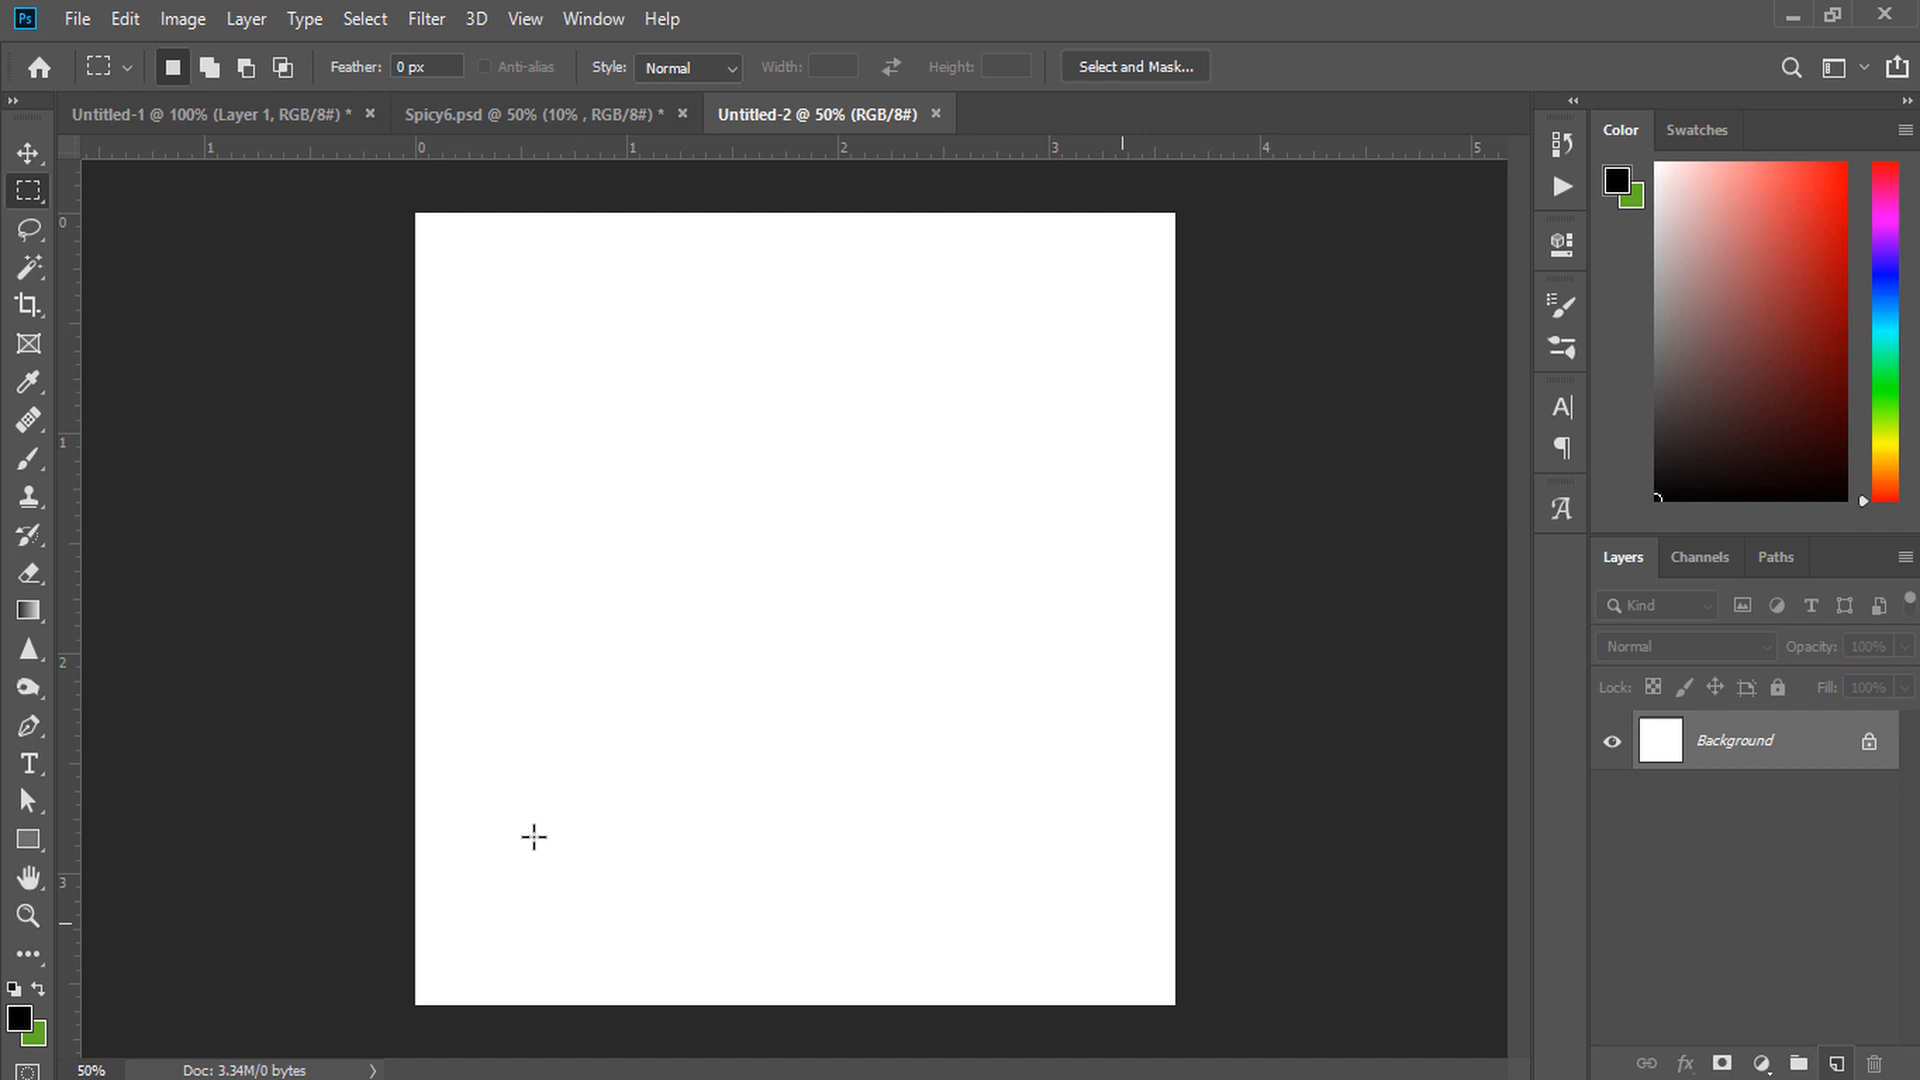 Ps File Edit Image Layer Type Select Filter 3D View Window Help
Feather: 0 px Anti-alias Style: Normal Width: Height: Select and Mask...
Untitled-1 @ 100% (Layer 1, RGB/8#) * × Spicy6.psd @ 50% (10% , RGB/8#) * × Untitled-2 @ 50% (RGB/8#) ×
1 0 1 2 3 4 5
0
1
2
3
Color Swatches
Layers Channels Paths
Kind
Normal Opacity: 100%
Lock: Fill: 100%
Background
50% Doc: 3.34M/0 bytes